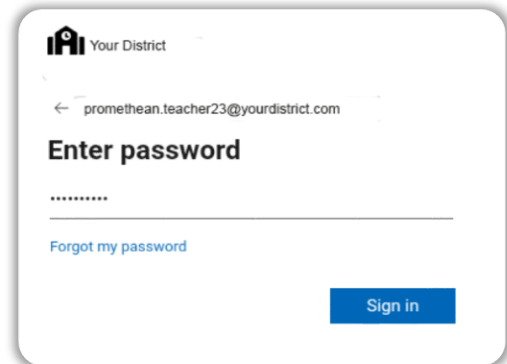 Your District
← promethean.teacher23@yourdistrict.com
Enter password
••••••••••
Forgot my password
Sign in